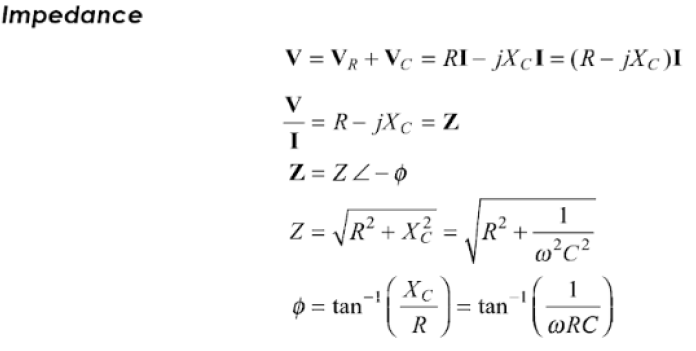 Impedance
V = V_R + V_C = RI − jX_C I = (R − jX_C)I
V/I = R − jX_C = Z
Z = Z∠−ϕ
Z = √(R² + X_C²) = √(R² + 1/(ω²C²))
ϕ = tan⁻¹(X_C/R) = tan⁻¹(1/(ωRC))